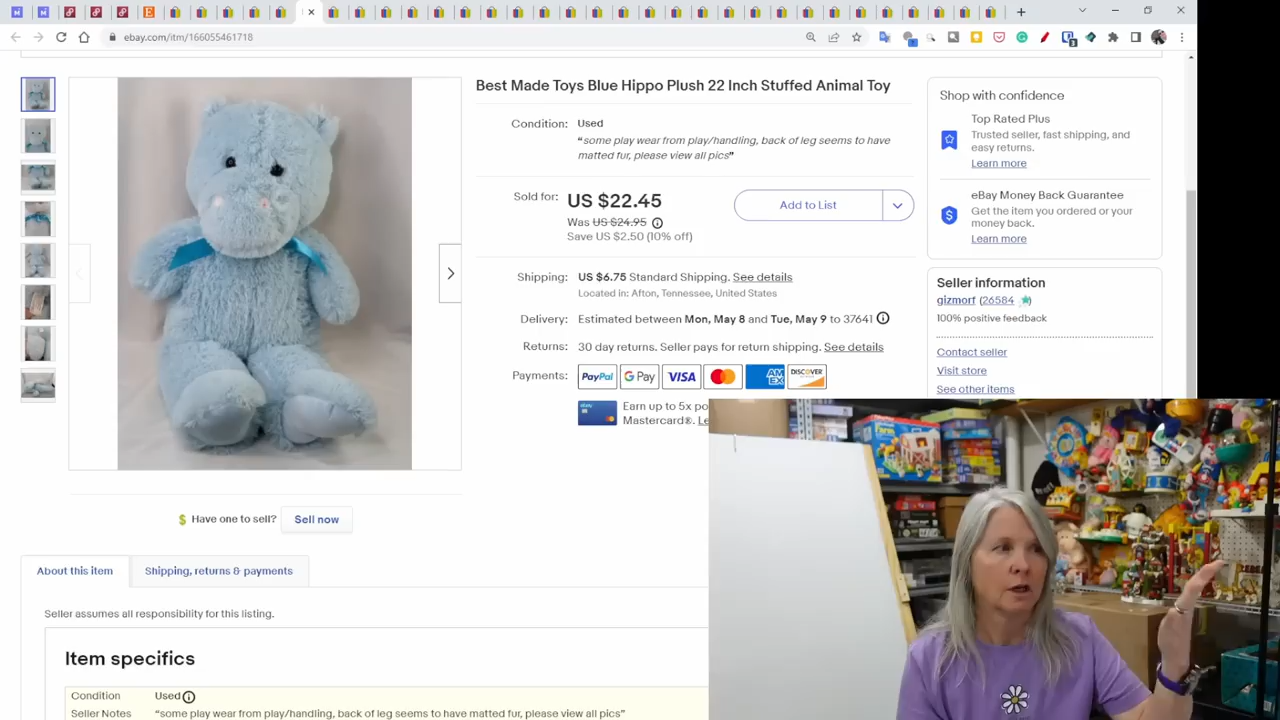 ebay.com/itm/166055461718
Best Made Toys Blue Hippo Plush 22 Inch Stuffed Animal Toy
Condition: Used
“some play wear from play/handling, back of leg seems to have
matted fur, please view all pics”
Sold for: US $22.45
Was US $24.95
Save US $2.50 (10% off)
Add to List
Shipping: US $6.75 Standard Shipping. See details
Located in: Afton, Tennessee, United States
Delivery: Estimated between Mon, May 8 and Tue, May 9 to 37641
Returns: 30 day returns. Seller pays for return shipping. See details
Payments: PayPal G Pay VISA AMEX DISCOVER
ebay Earn up to 5x po
Mastercard®. Le
Shop with confidence
Top Rated Plus
Trusted seller, fast shipping, and
easy returns.
Learn more
eBay Money Back Guarantee
Get the item you ordered or your
money back.
Learn more
Seller information
gizmorf (26584)
100% positive feedback
Contact seller
Visit store
See other items
Have one to sell? Sell now
About this item
Shipping, returns & payments
Seller assumes all responsibility for this listing.
Item specifics
Condition Used
Seller Notes “some play wear from play/handling, back of leg seems to have matted fur, please view all pics”
Farm